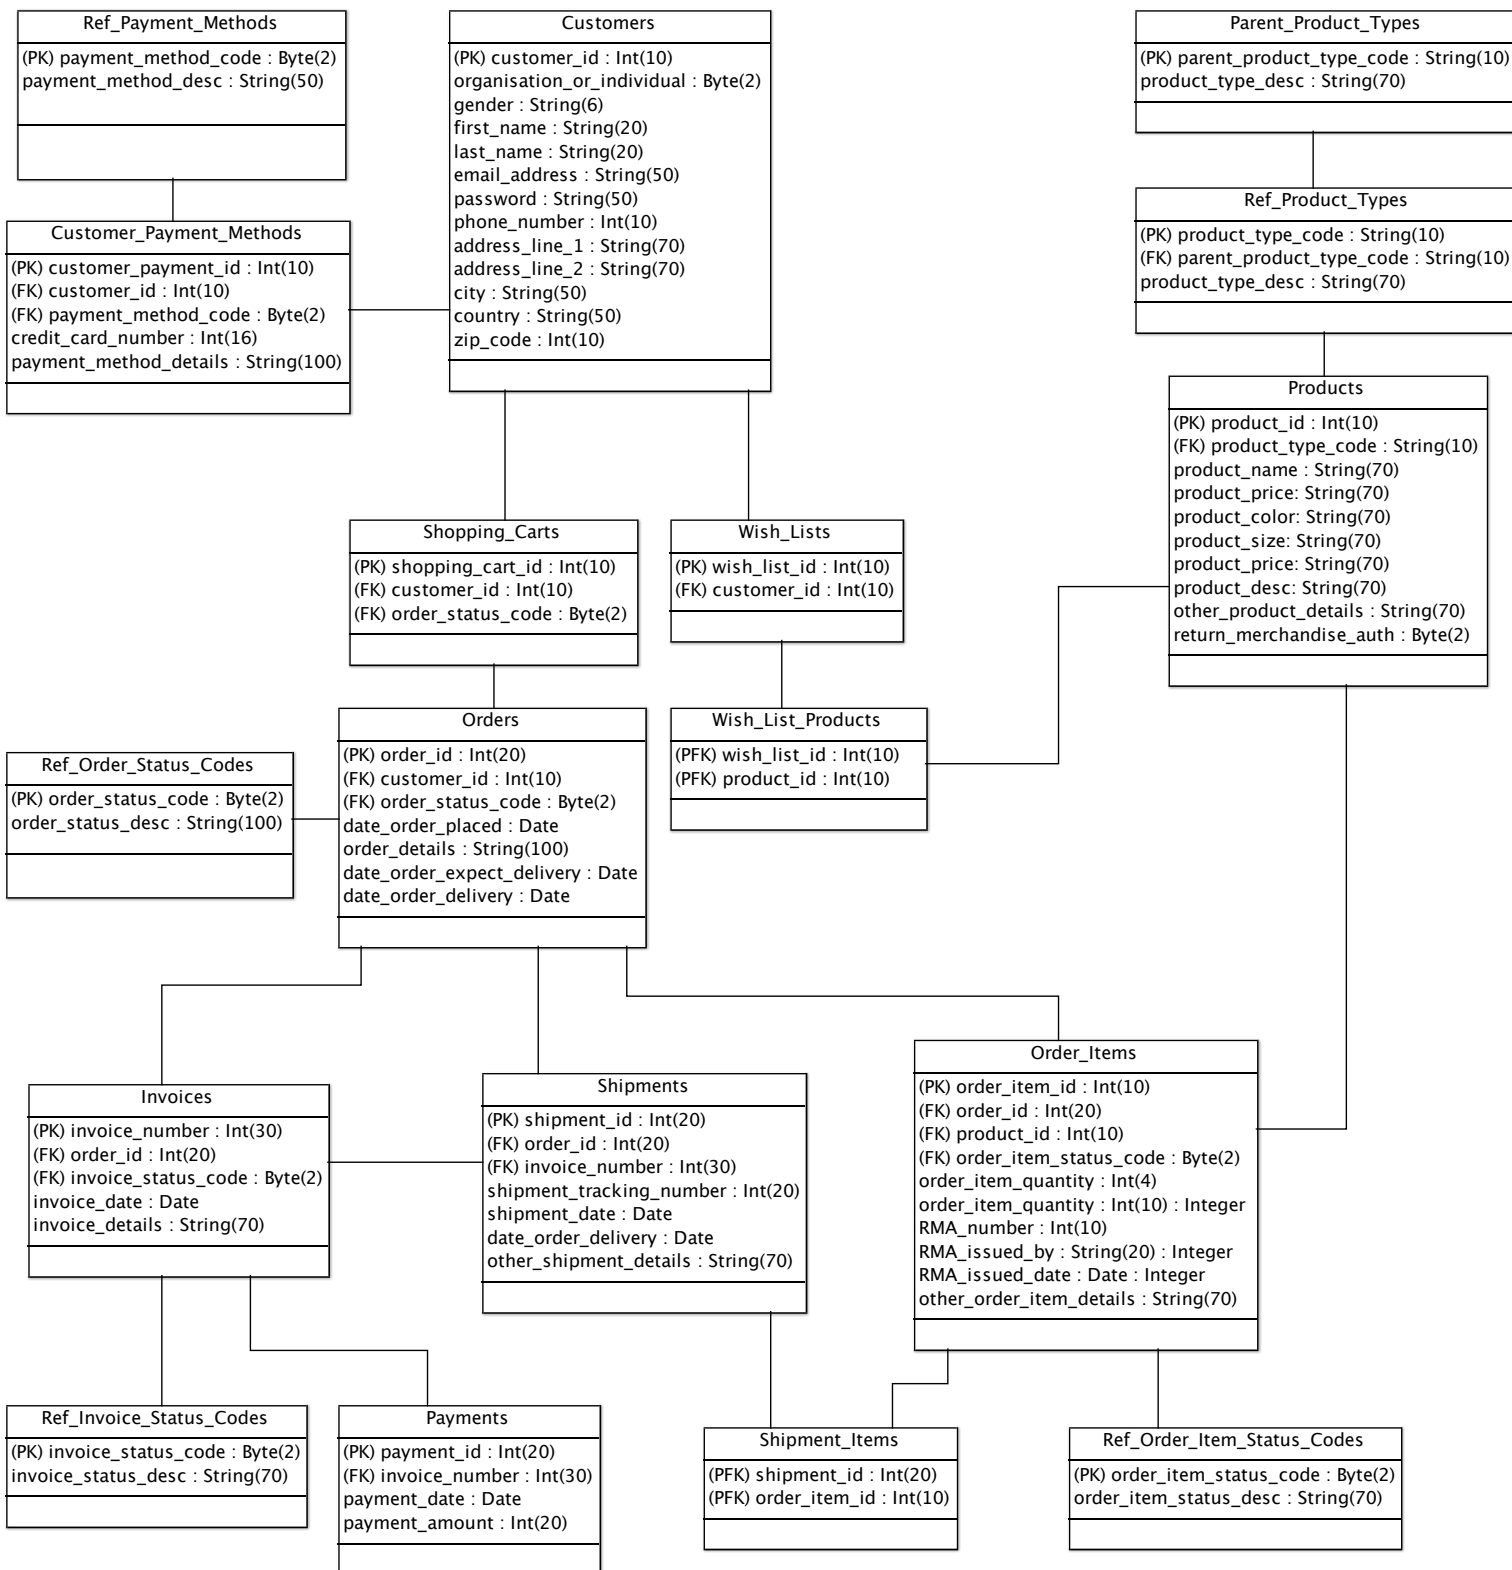 Ref_Payment_Methods
(PK) payment_method_code : Byte(2)
payment_method_desc : String(50)
Customers
(PK) customer_id : Int(10)
organisation_or_individual : Byte(2)
gender : String(6)
first_name : String(20)
last_name : String(20)
email_address : String(50)
password : String(50)
phone_number : Int(10)
address_line_1 : String(70)
address_line_2 : String(70)
city : String(50)
country : String(50)
zip_code : Int(10)
Parent_Product_Types
(PK) parent_product_type_code : String(10)
product_type_desc : String(70)
Customer_Payment_Methods
(PK) customer_payment_id : Int(10)
(FK) customer_id : Int(10)
(FK) payment_method_code : Byte(2)
credit_card_number : Int(16)
payment_method_details : String(100)
Ref_Product_Types
(PK) product_type_code : String(10)
(FK) parent_product_type_code : String(10)
product_type_desc : String(70)
Products
(PK) product_id : Int(10)
(FK) product_type_code : String(10)
product_name : String(70)
product_price: String(70)
product_color: String(70)
product_size: String(70)
product_price: String(70)
product_desc: String(70)
other_product_details : String(70)
return_merchandise_auth : Byte(2)
Shopping_Carts
(PK) shopping_cart_id : Int(10)
(FK) customer_id : Int(10)
(FK) order_status_code : Byte(2)
Wish_Lists
(PK) wish_list_id : Int(10)
(FK) customer_id : Int(10)
Ref_Order_Status_Codes
(PK) order_status_code : Byte(2)
order_status_desc : String(100)
Orders
(PK) order_id : Int(20)
(FK) customer_id : Int(10)
(FK) order_status_code : Byte(2)
date_order_placed : Date
order_details : String(100)
date_order_expect_delivery : Date
date_order_delivery : Date
Wish_List_Products
(PFK) wish_list_id : Int(10)
(PFK) product_id : Int(10)
Invoices
(PK) invoice_number : Int(30)
(FK) order_id : Int(20)
(FK) invoice_status_code : Byte(2)
invoice_date : Date
invoice_details : String(70)
Shipments
(PK) shipment_id : Int(20)
(FK) order_id : Int(20)
(FK) invoice_number : Int(30)
shipment_tracking_number : Int(20)
shipment_date : Date
date_order_delivery : Date
other_shipment_details : String(70)
Order_Items
(PK) order_item_id : Int(10)
(FK) order_id : Int(20)
(FK) product_id : Int(10)
(FK) order_item_status_code : Byte(2)
order_item_quantity : Int(4)
order_item_quantity : Int(10) : Integer
RMA_number : Int(10)
RMA_issued_by : String(20) : Integer
RMA_issued_date : Date : Integer
other_order_item_details : String(70)
Ref_Invoice_Status_Codes
(PK) invoice_status_code : Byte(2)
invoice_status_desc : String(70)
Payments
(PK) payment_id : Int(20)
(FK) invoice_number : Int(30)
payment_date : Date
payment_amount : Int(20)
Shipment_Items
(PFK) shipment_id : Int(20)
(PFK) order_item_id : Int(10)
Ref_Order_Item_Status_Codes
(PK) order_item_status_code : Byte(2)
order_item_status_desc : String(70)